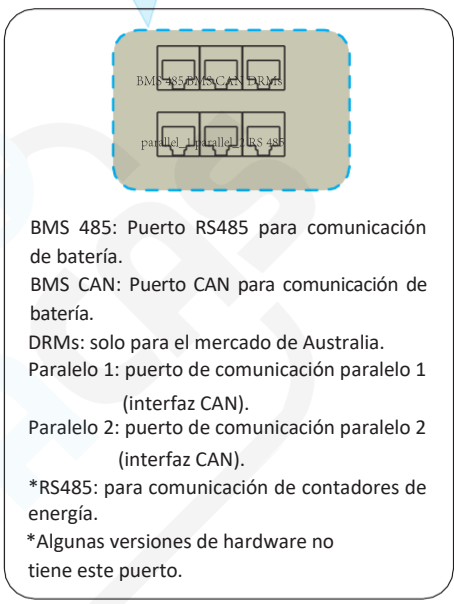 BMS 485 BMS CAN DRMs
parallel_1 parallel_2 RS 485
BMS 485: Puerto RS485 para comunicación
de batería.
BMS CAN: Puerto CAN para comunicación de
batería.
DRMs: solo para el mercado de Australia.
Paralelo 1: puerto de comunicación paralelo 1
(interfaz CAN).
Paralelo 2: puerto de comunicación paralelo 2
(interfaz CAN).
*RS485: para comunicación de contadores de
energía.
*Algunas versiones de hardware no
tiene este puerto.